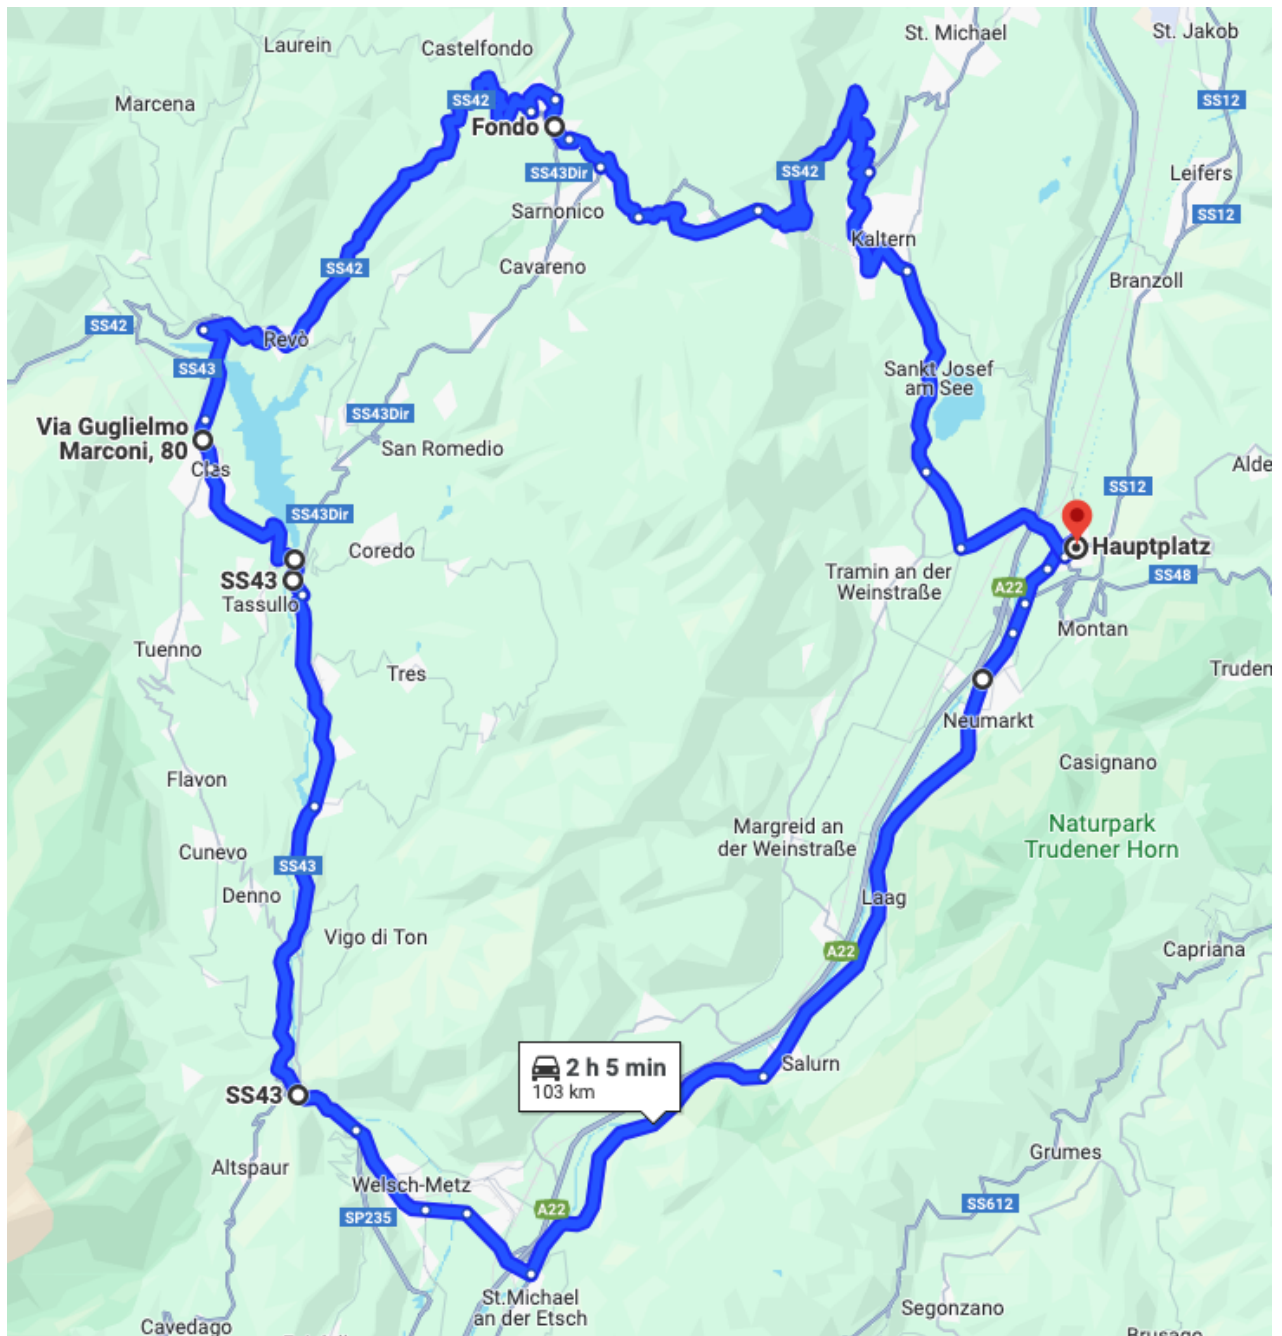 Laurein
Castelfondo
St. Michael
St. Jakob
Marcena
SS42
SS12
Fondo
SS43Dir
SS42
Leifers
Sarnonico
SS12
Kaltern
SS42
Cavareno
Branzoll
SS42
Revò
SS43
Sankt Josef
am See
SS43Dir
Via Guglielmo
Marconi, 80
San Romedio
Cles
Alde
SS12
SS43Dir
Coredo
Hauptplatz
SS43
Tassullo
Tramin an der
Weinstraße
A22
SS48
Montan
Tuenno
Tres
Truden
Neumarkt
Flavon
Casignano
Margreid an
der Weinstraße
Naturpark
Trudener Horn
Cunevo
SS43
Denno
Laag
Vigo di Ton
A22
Capriana
2 h 5 min
103 km
Salurn
SS43
Altspaur
Grumes
Welsch-Metz
SP235
A22
SS612
St.Michael
an der Etsch
Segonzano
Cavedago
Brusago